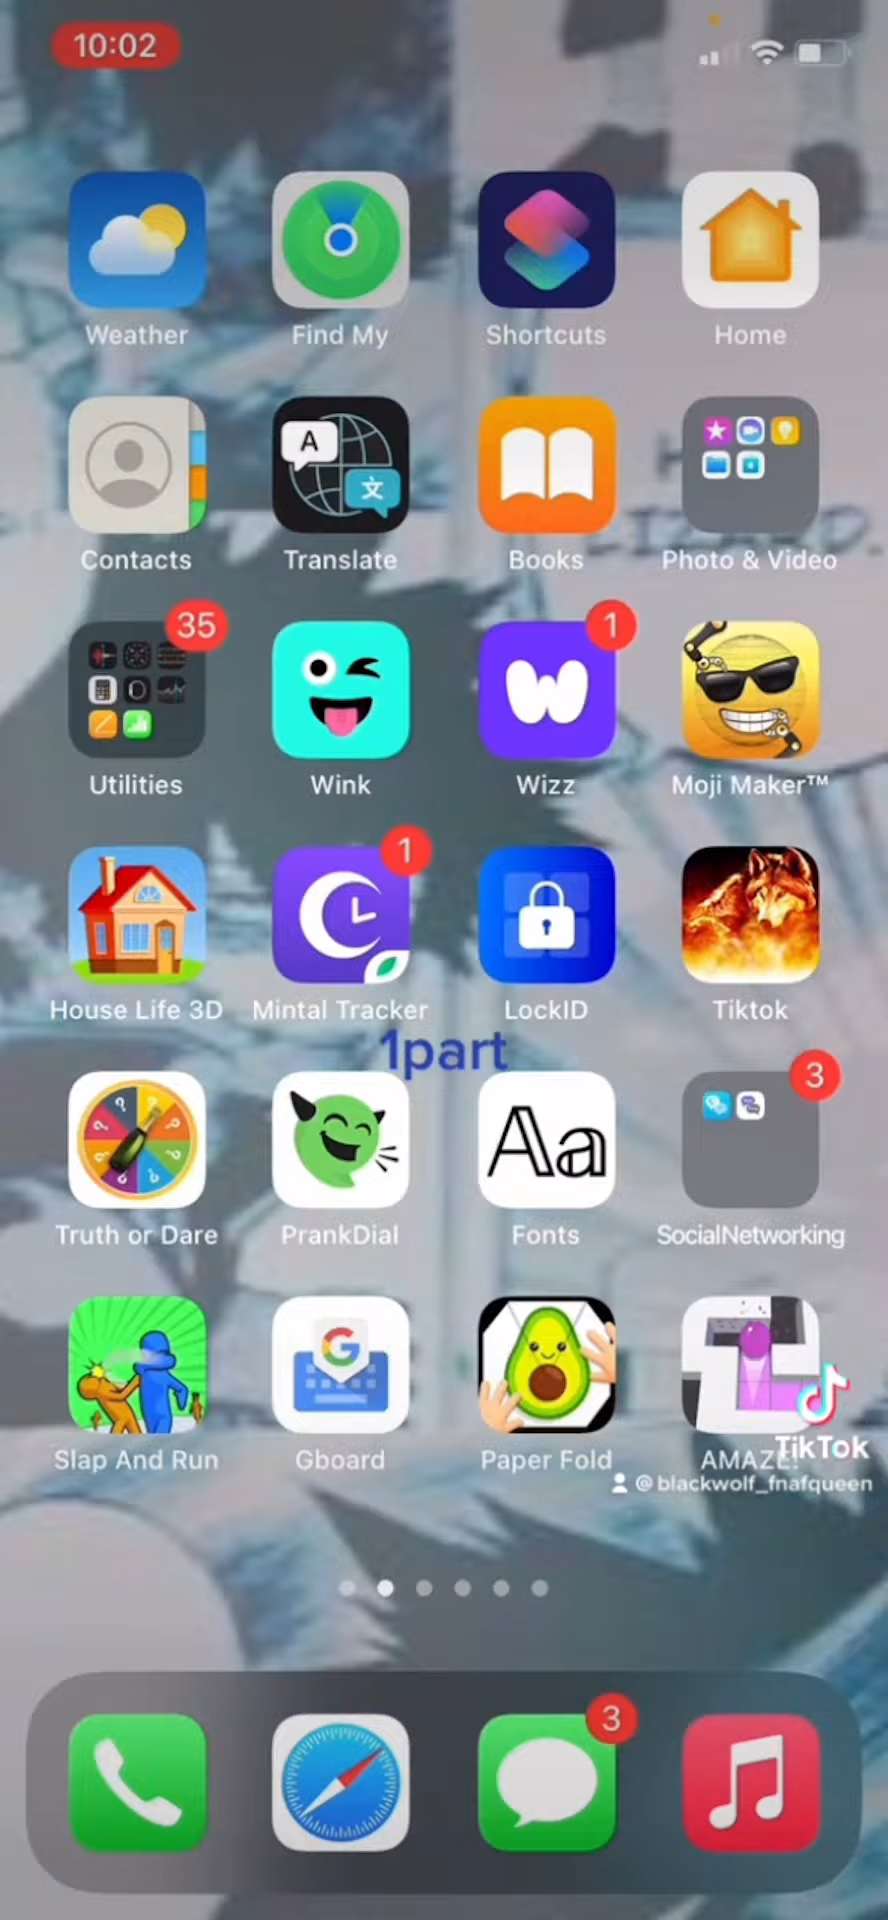 10:02
Weather Find My Shortcuts Home
A
文
LIZARD.
Contacts Translate Books Photo & Video
35 1
Utilities Wink Wizz Moji Maker™
1
House Life 3D Mintal Tracker LockID Tiktok
1part
3
Aa
Truth or Dare PrankDial Fonts SocialNetworking
G
Slap And Run Gboard Paper Fold AMAZE!
TikTok
@blackwolf_fnafqueen
3